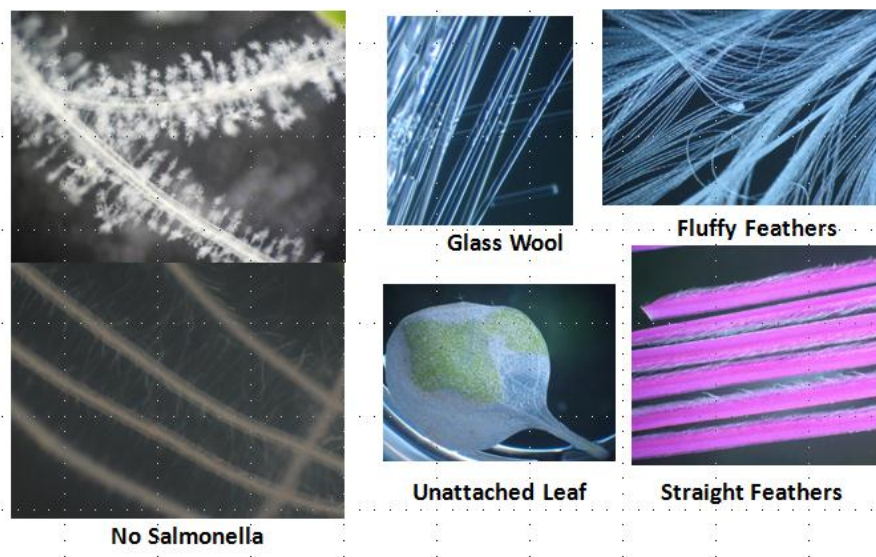 Glass Wool
Fluffy Feathers
Unattached Leaf
Straight Feathers
No Salmonella